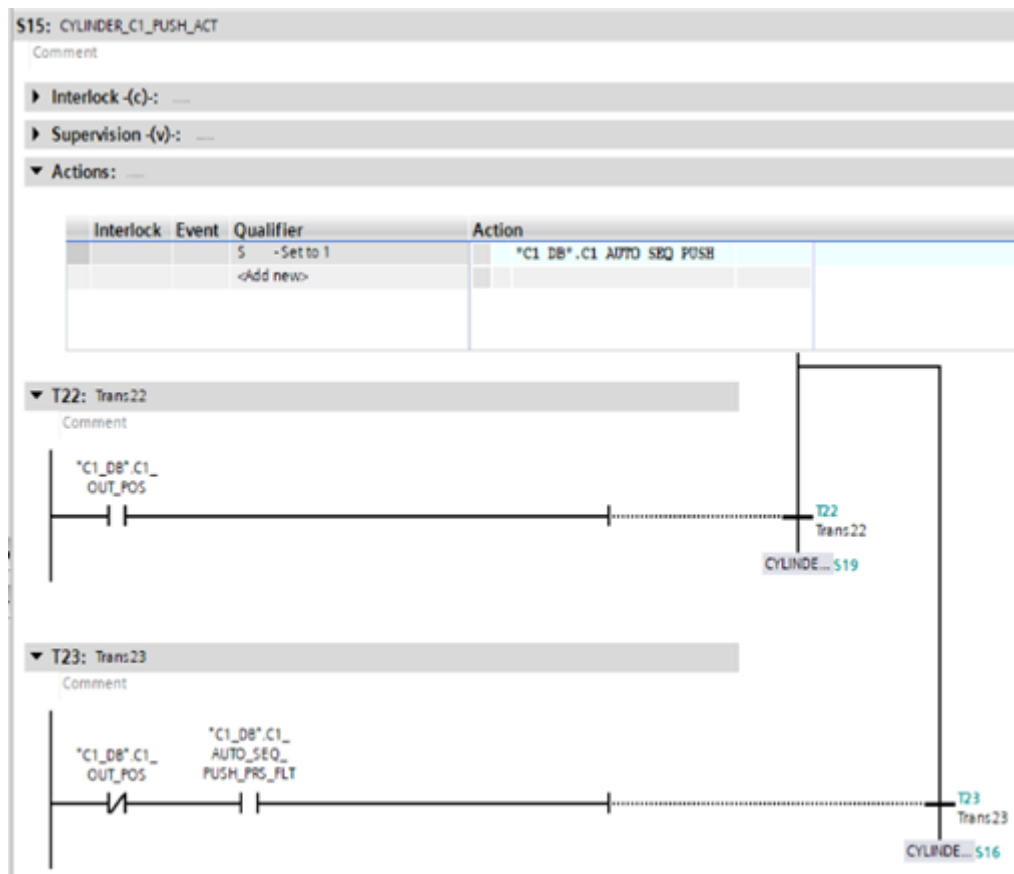 S15: CYLINDER_C1_PUSH_ACT
Comment
Interlock -(c)-:
Supervision -(v)-:
Actions:
Interlock Event Qualifier Action
S - Set to 1 "C1 DB".C1 AUTO SEQ PUSH
<Add new>
T22: Trans22
Comment
"C1_DB".C1_
OUT_POS
T22
Trans22
CYLINDE... S19
T23: Trans23
Comment
"C1_DB".C1_
OUT_POS
"C1_DB".C1_
AUTO_SEQ_
PUSH_PRS_FLT
T23
Trans23
CYLINDE... S16